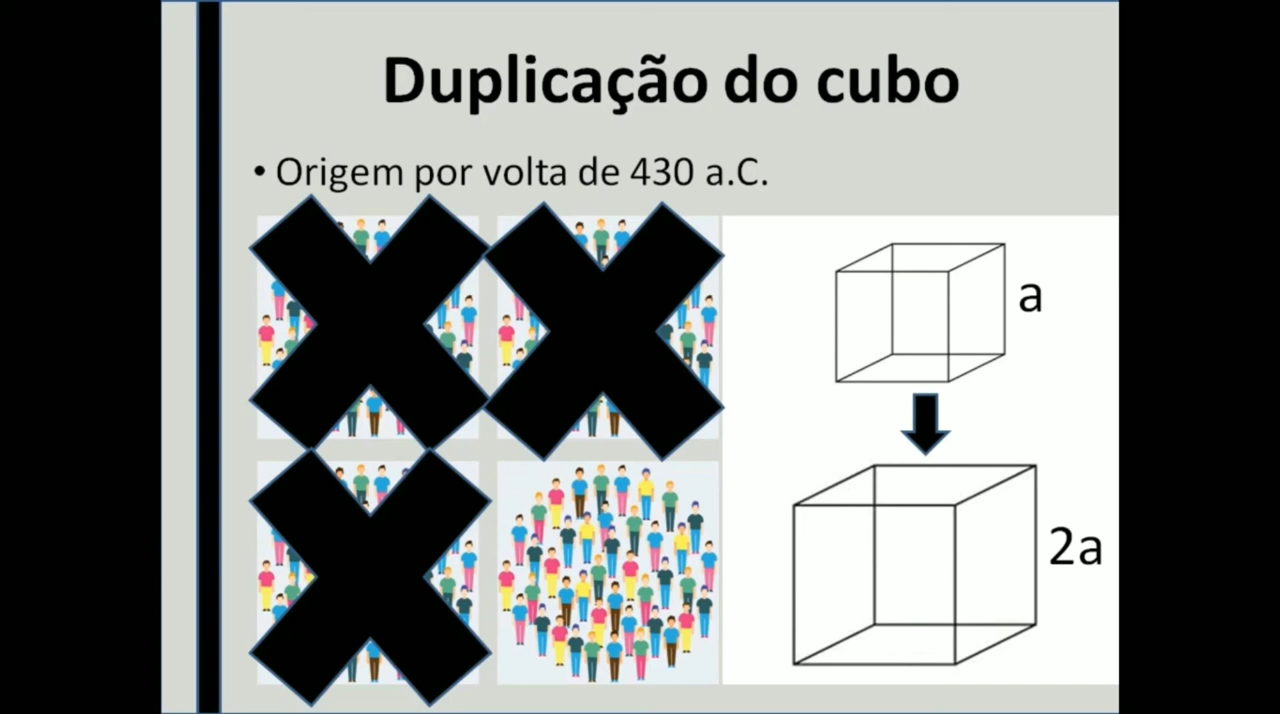 Duplicação do cubo
• Origem por volta de 430 a.C.
a
2a